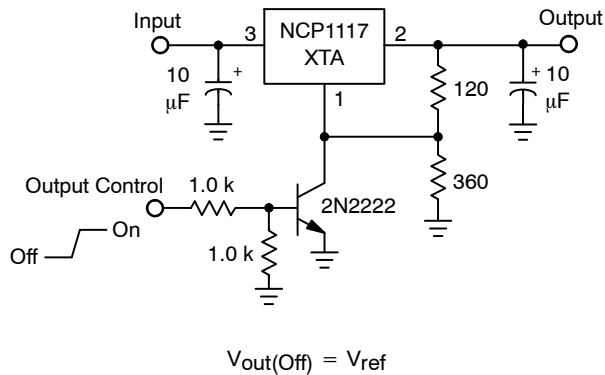 Input
Output
3
NCP1117
XTA
2
10
μF
+
1
120
+
10
μF
360
Output Control
1.0 k
2N2222
On
Off
1.0 k
Vout(Off) = Vref